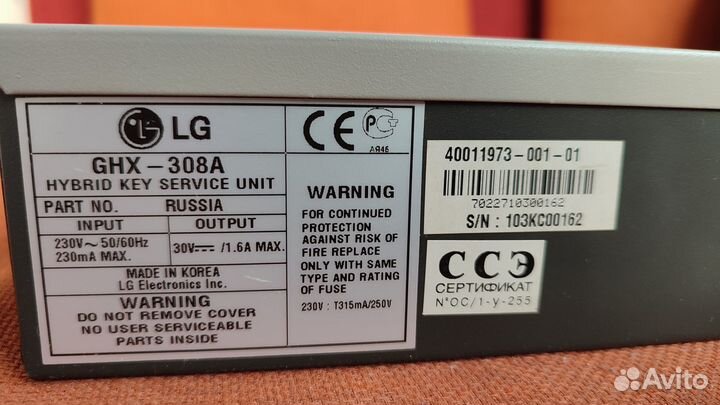 LG
GHX-308A
HYBRID KEY SERVICE UNIT
PART NO. RUSSIA
INPUT OUTPUT
230V~ 50/60Hz
230mA MAX.
30V⎓ /1.6A MAX.
MADE IN KOREA
LG Electronics Inc.
WARNING
DO NOT REMOVE COVER
NO USER SERVICEABLE
PARTS INSIDE
CE РСТ
АЯ46
WARNING
FOR CONTINUED
PROTECTION
AGAINST RISK OF
FIRE REPLACE
ONLY WITH SAME
TYPE AND RATING
OF FUSE
230V : T315mA/250V
40011973-001-01
7022710300162
S/N : 103KC00162
ССЭ
СЕРТИФИКАТ
N°ОС/1-у-255
Avito